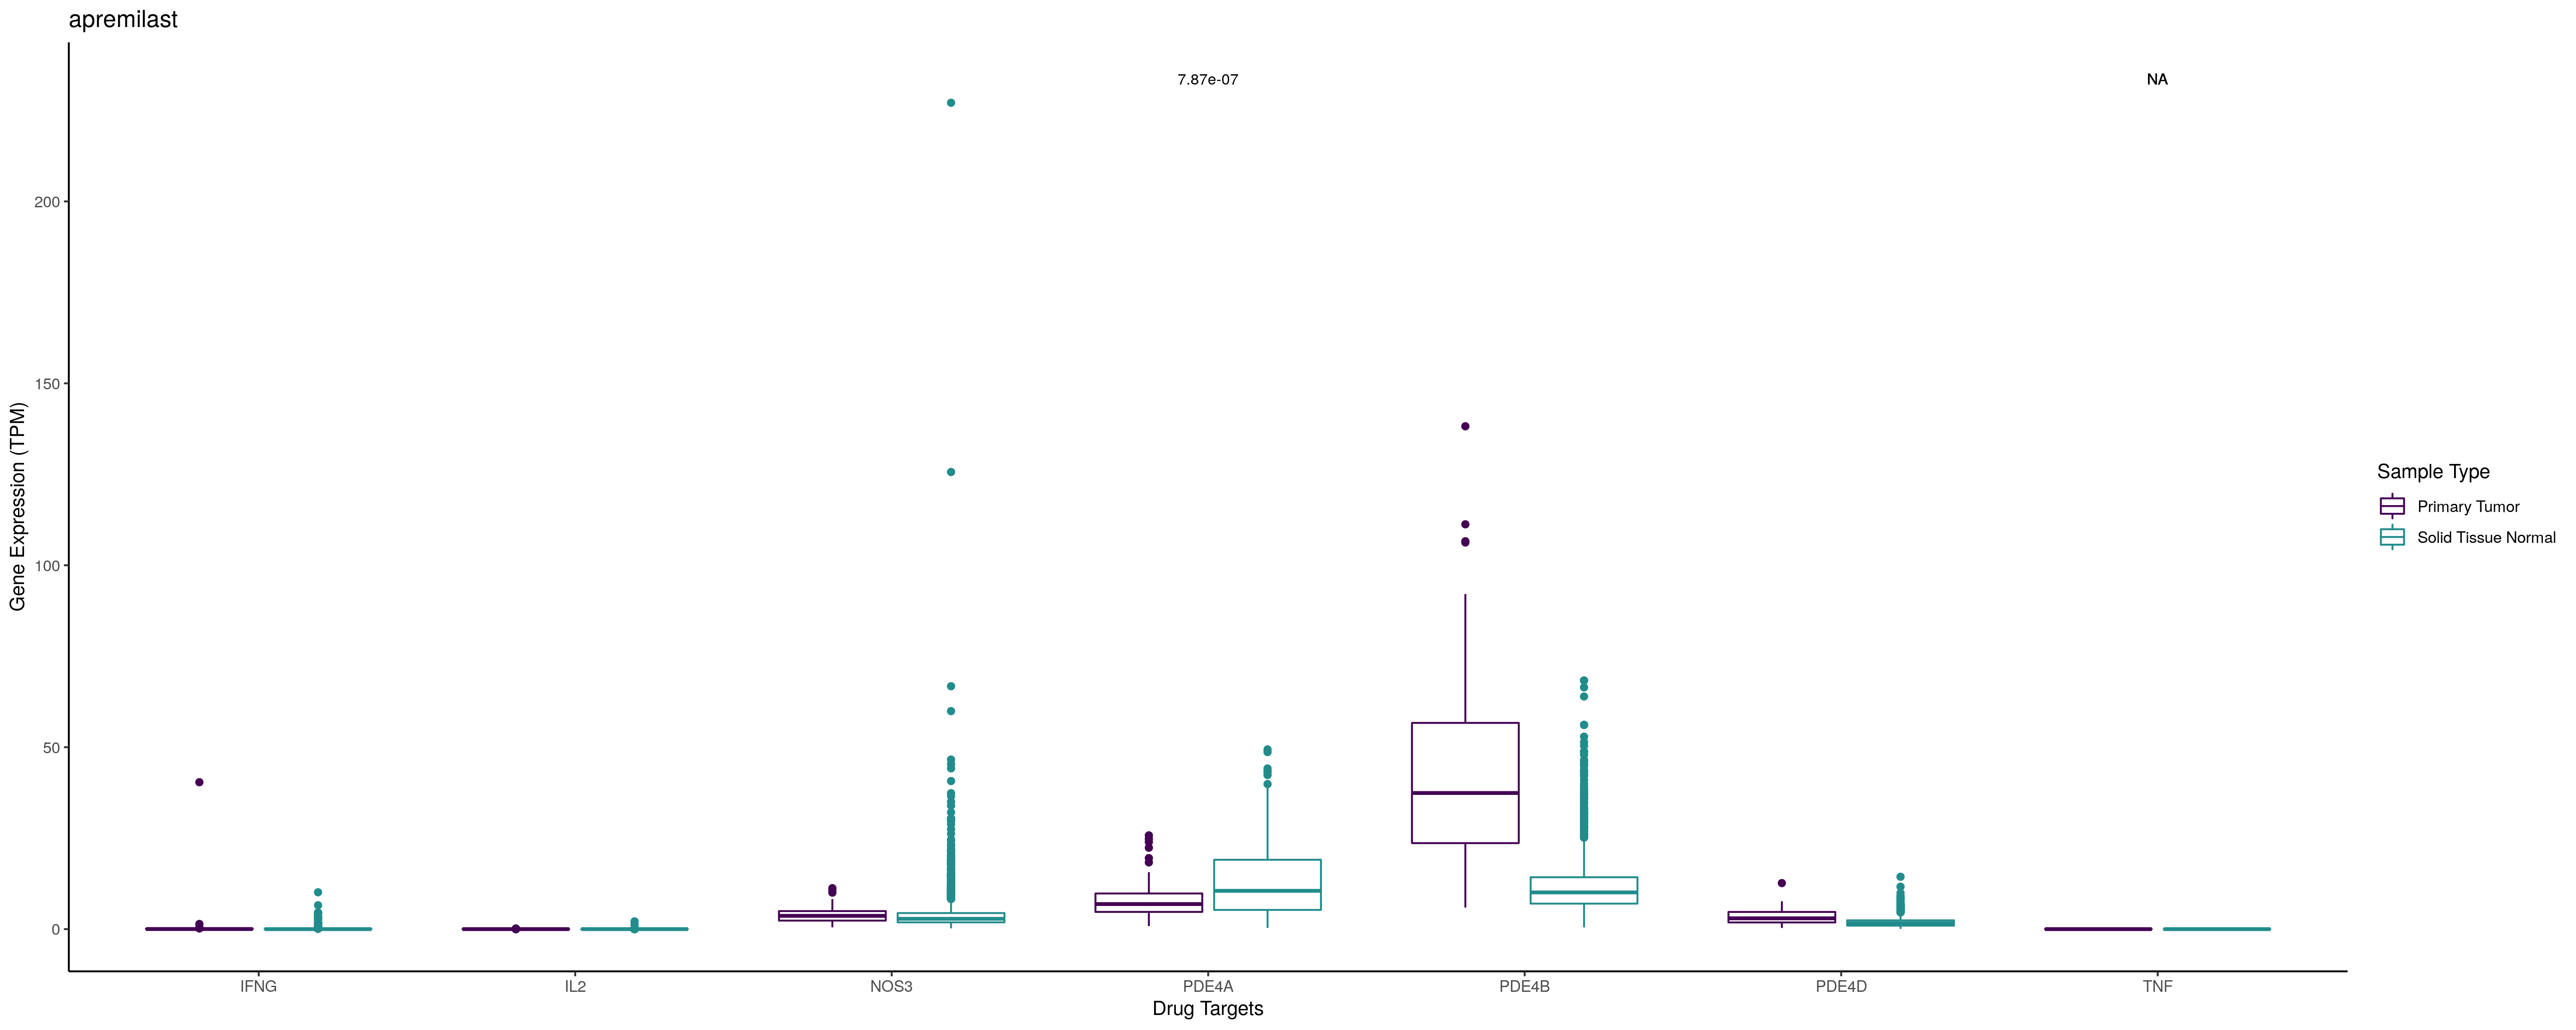 apremilast
7.87e-07
NA
200
150
100
50
0
Gene Expression (TPM)
IFNG
IL2
NOS3
PDE4A
PDE4B
PDE4D
TNF
Drug Targets
Sample Type
Primary Tumor
Solid Tissue Normal